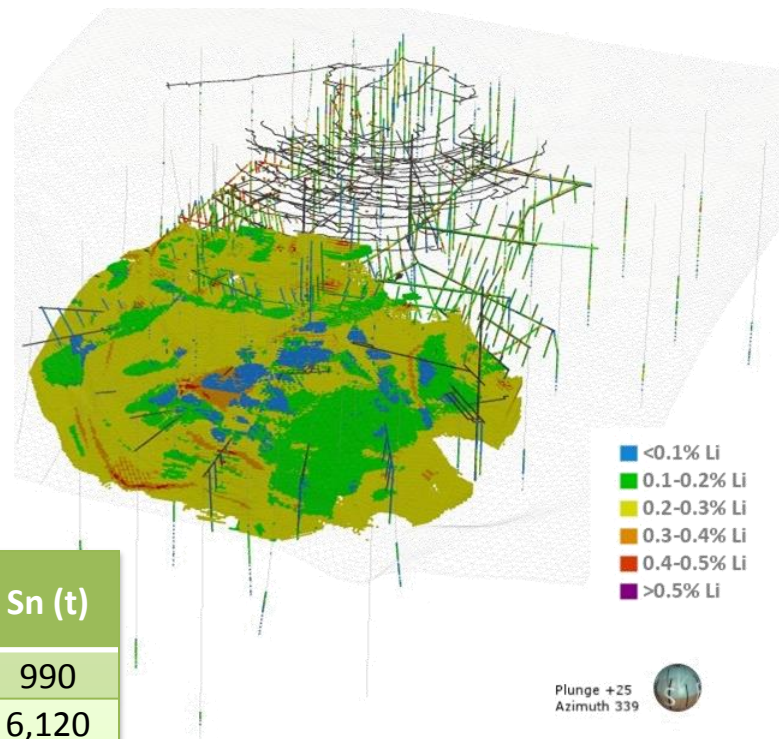 <0.1% Li
0.1-0.2% Li
0.2-0.3% Li
0.3-0.4% Li
0.4-0.5% Li
>0.5% Li
Sn (t)
990
6,120
Plunge +25
Azimuth 339
S